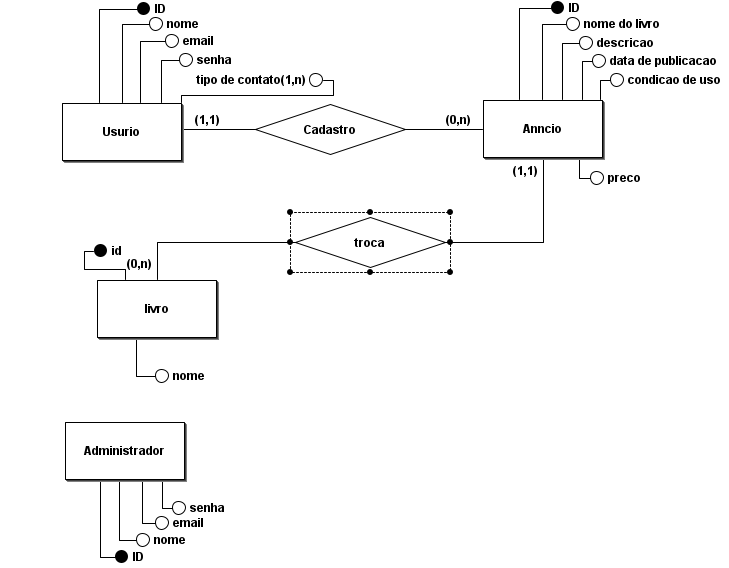 ID
nome
email
senha
tipo de contato(1,n)
Usurio
(1,1)
Cadastro
(0,n)
ID
nome do livro
descricao
data de publicacao
condicao de uso
Anncio
(1,1)
preco
troca
id
(0,n)
livro
nome
Administrador
senha
email
nome
ID